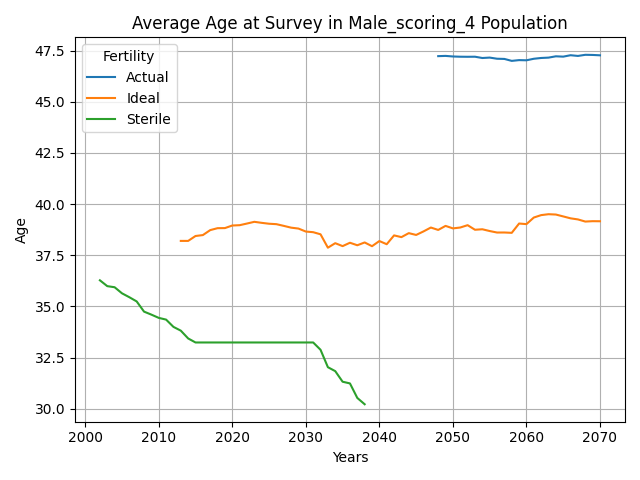 Average Age at Survey in Male_scoring_4 Population
Fertility
Actual
Ideal
Sterile
Age
47.5
45.0
42.5
40.0
37.5
35.0
32.5
30.0
2000 2010 2020 2030 2040 2050 2060 2070
Years